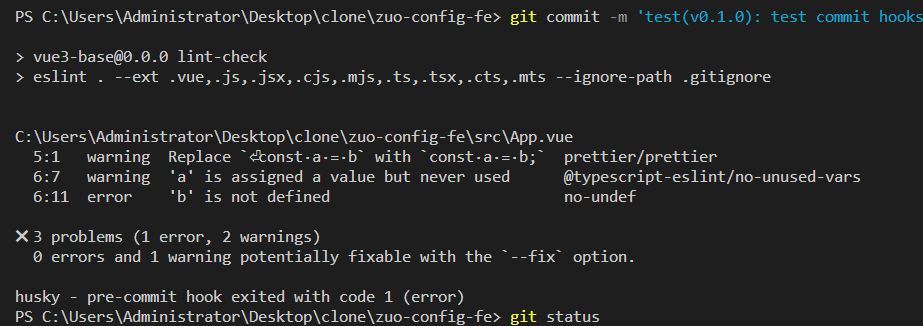 PS C:\Users\Administrator\Desktop\clone\zuo-config-fe> git commit -m 'test(v0.1.0): test commit hooks
> vue3-base@0.0.0 lint-check
> eslint . --ext .vue,.js,.jsx,.cjs,.mjs,.ts,.tsx,.cts,.mts --ignore-path .gitignore
C:\Users\Administrator\Desktop\clone\zuo-config-fe\src\App.vue
5:1 warning Replace `⏎const·a·=·b` with `const·a·=·b;` prettier/prettier
6:7 warning 'a' is assigned a value but never used @typescript-eslint/no-unused-vars
6:11 error 'b' is not defined no-undef
✖ 3 problems (1 error, 2 warnings)
0 errors and 1 warning potentially fixable with the `--fix` option.
husky - pre-commit hook exited with code 1 (error)
PS C:\Users\Administrator\Desktop\clone\zuo-config-fe> git status